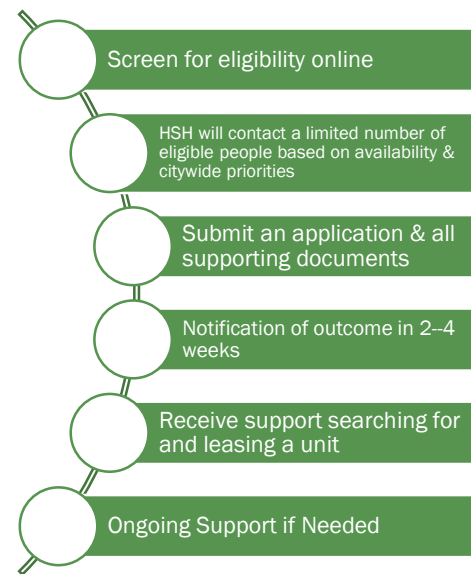 Screen for eligibility online
HSH will contact a limited number of
eligible people based on availability &
citywide priorities
Submit an application & all
supporting documents
Notification of outcome in 2--4
weeks
Receive support searching for
and leasing a unit
Ongoing Support if Needed